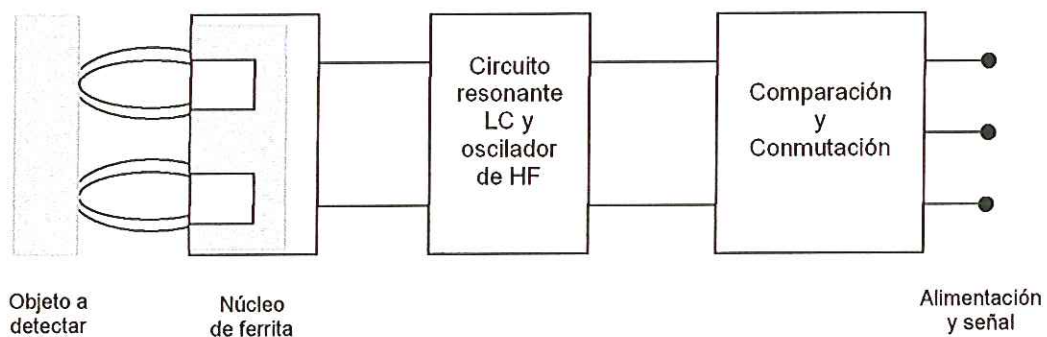 Circuito
resonante
LC y
oscilador
de HF
Comparación
y
Conmutación
Objeto a
detectar
Núcleo
de ferrita
Alimentación
y señal